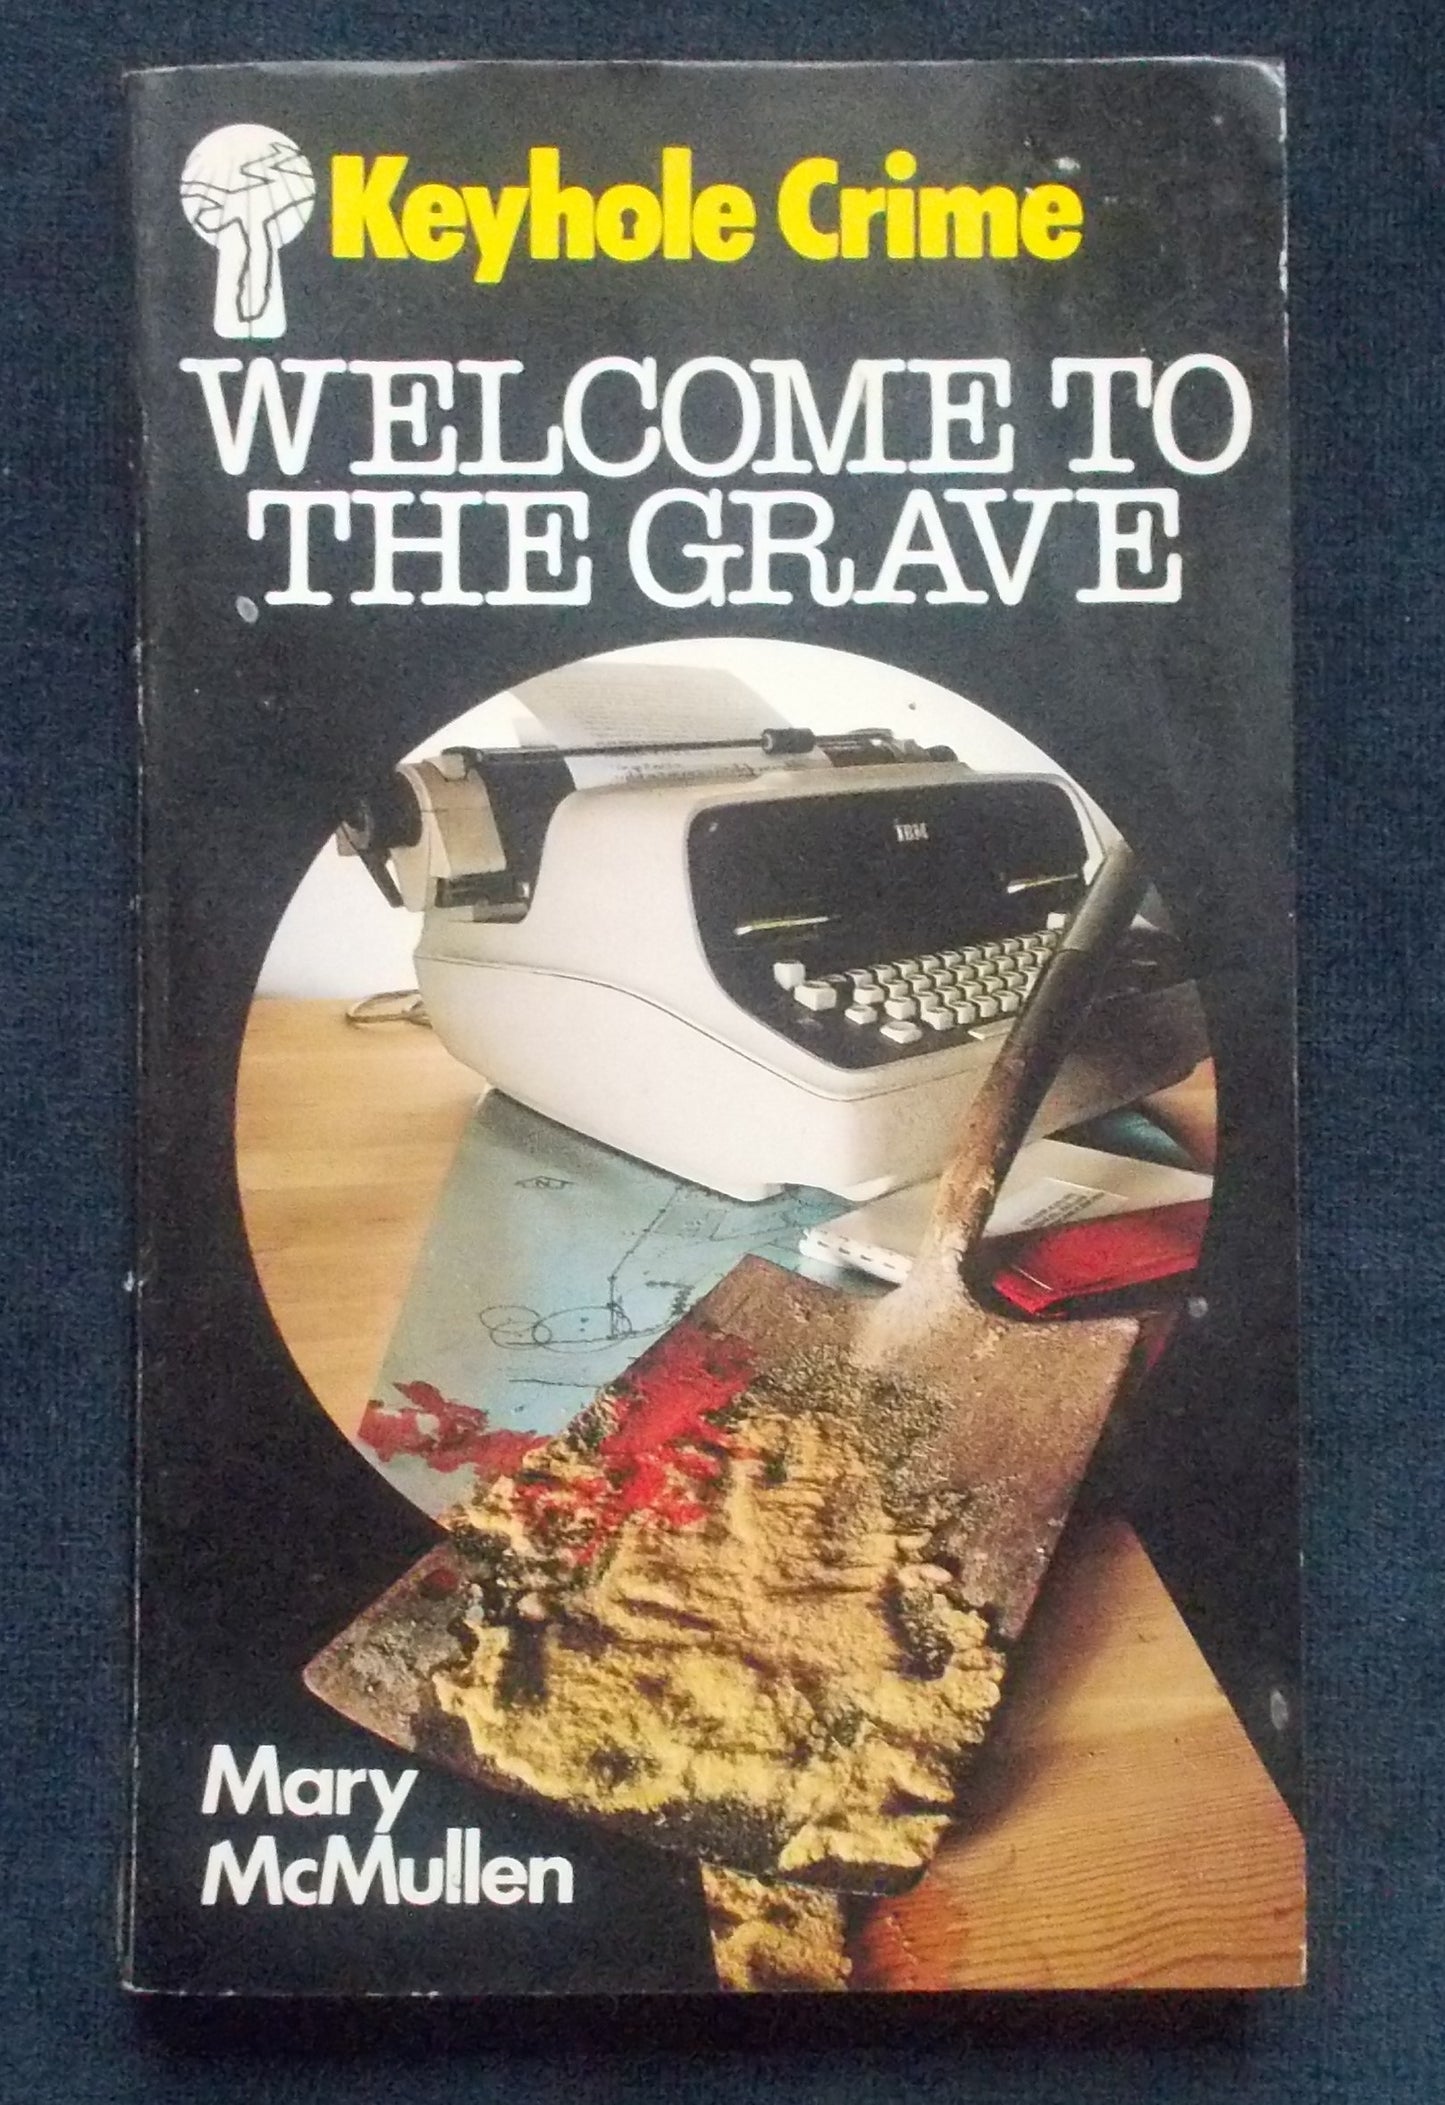 Keyhole Crime
WELCOME TO
THE GRAVE
IBM
Mary
McMullen